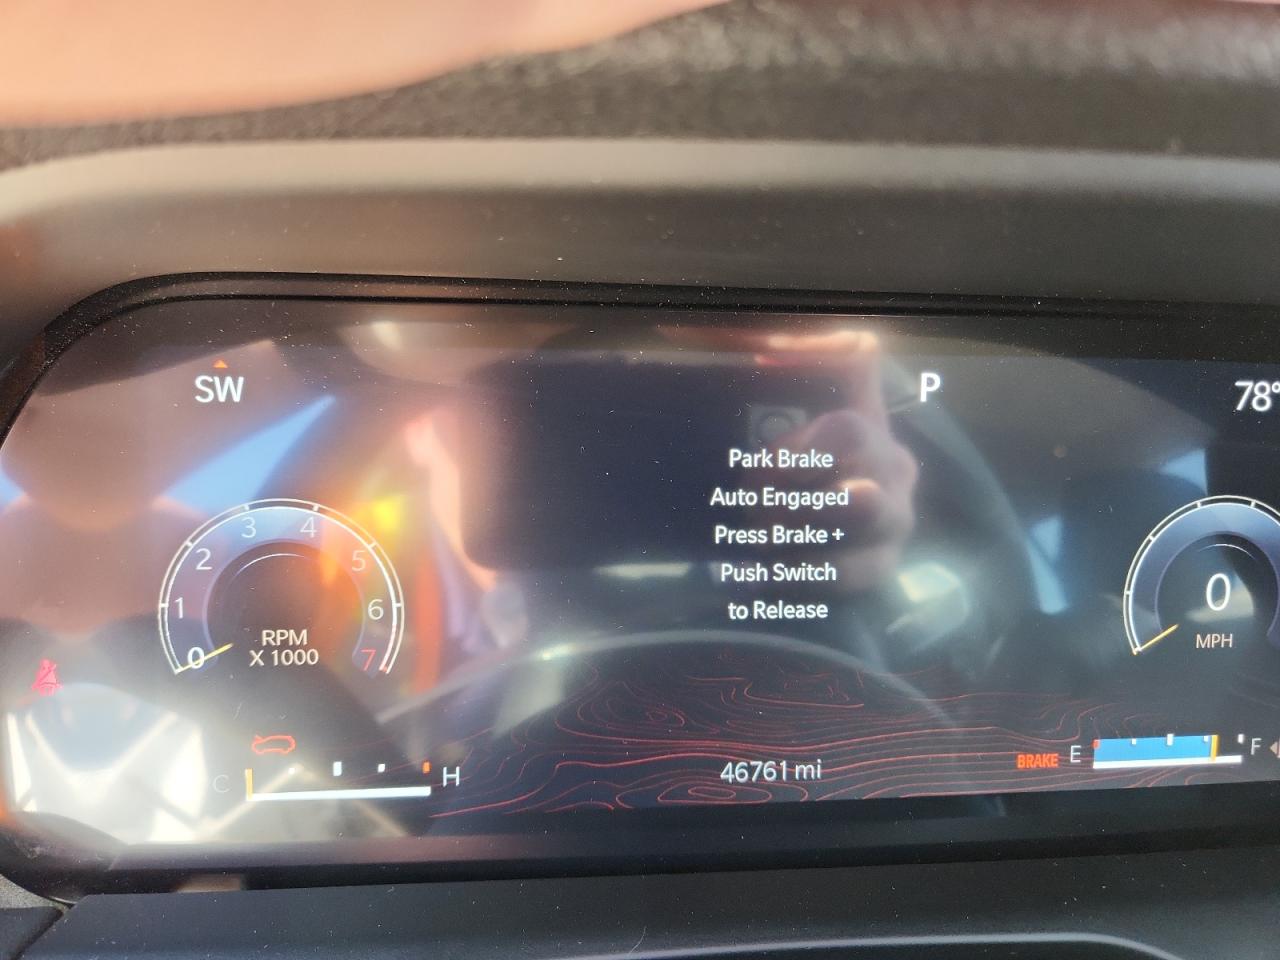 SW
P
78°
Park Brake
Auto Engaged
Press Brake +
Push Switch
to Release
0
1
2
3
4
5
6
7
RPM
X 1000
0
MPH
C
H
46761 mi
BRAKE
E
F